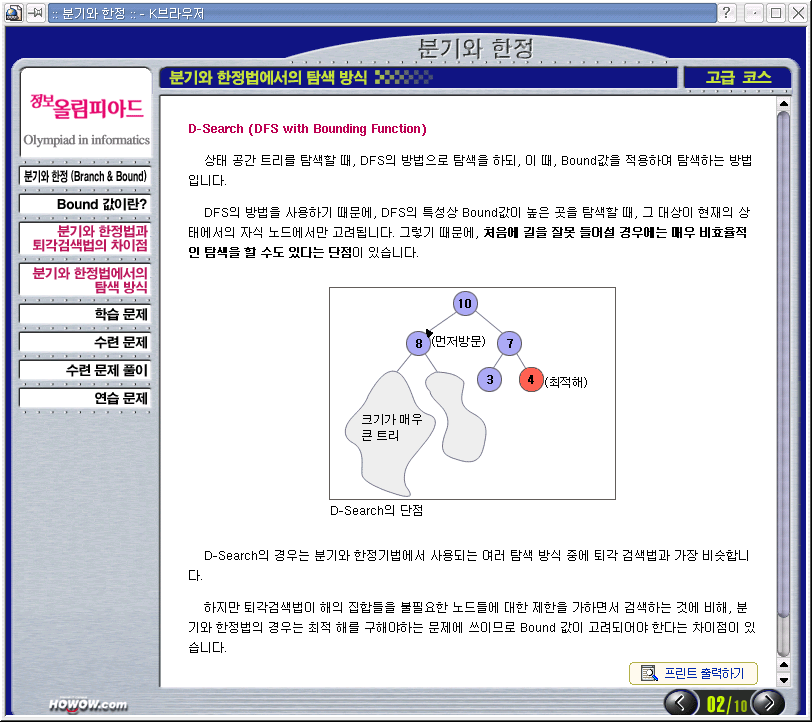 :: 분기와 한정 :: - K브라우저
분기와 한정
분기와 한정법에서의 탐색 방식
고급 코스
정보올림피아드
Olympiad in informatics
분기와 한정 (Branch & Bound)
Bound 값이란?
분기와 한정법과
퇴각검색법의 차이점
분기와 한정법에서의
탐색 방식
학습 문제
수련 문제
수련 문제 풀이
연습 문제
D-Search (DFS with Bounding Function)
상태 공간 트리를 탐색할 때, DFS의 방법으로 탐색을 하되, 이 때, Bound값을 적용하여 탐색하는 방법
입니다.
DFS의 방법을 사용하기 때문에, DFS의 특성상 Bound값이 높은 곳을 탐색할 때, 그 대상이 현재의 상
태에서의 자식 노드에서만 고려됩니다. 그렇기 때문에, 처음에 길을 잘못 들어설 경우에는 매우 비효율적
인 탐색을 할 수도 있다는 단점이 있습니다.
10
8
(먼저방문)
7
3
4
(최적해)
크기가 매우
큰 트리
D-Search의 단점
D-Search의 경우는 분기와 한정기법에서 사용되는 여러 탐색 방식 중에 퇴각 검색법과 가장 비슷합니
다.
하지만 퇴각검색법이 해의 집합들을 불필요한 노드들에 대한 제한을 가하면서 검색하는 것에 비해, 분
기와 한정법의 경우는 최적 해를 구해야하는 문제에 쓰이므로 Bound 값이 고려되어야 한다는 차이점이 있
습니다.
프린트 출력하기
HOWOW.com
02/10